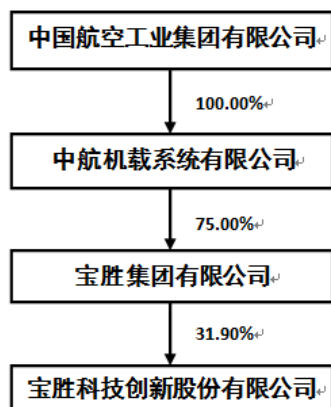 中国航空工业集团有限公司
100.00%
中航机载系统有限公司
75.00%
宝胜集团有限公司
31.90%
宝胜科技创新股份有限公司